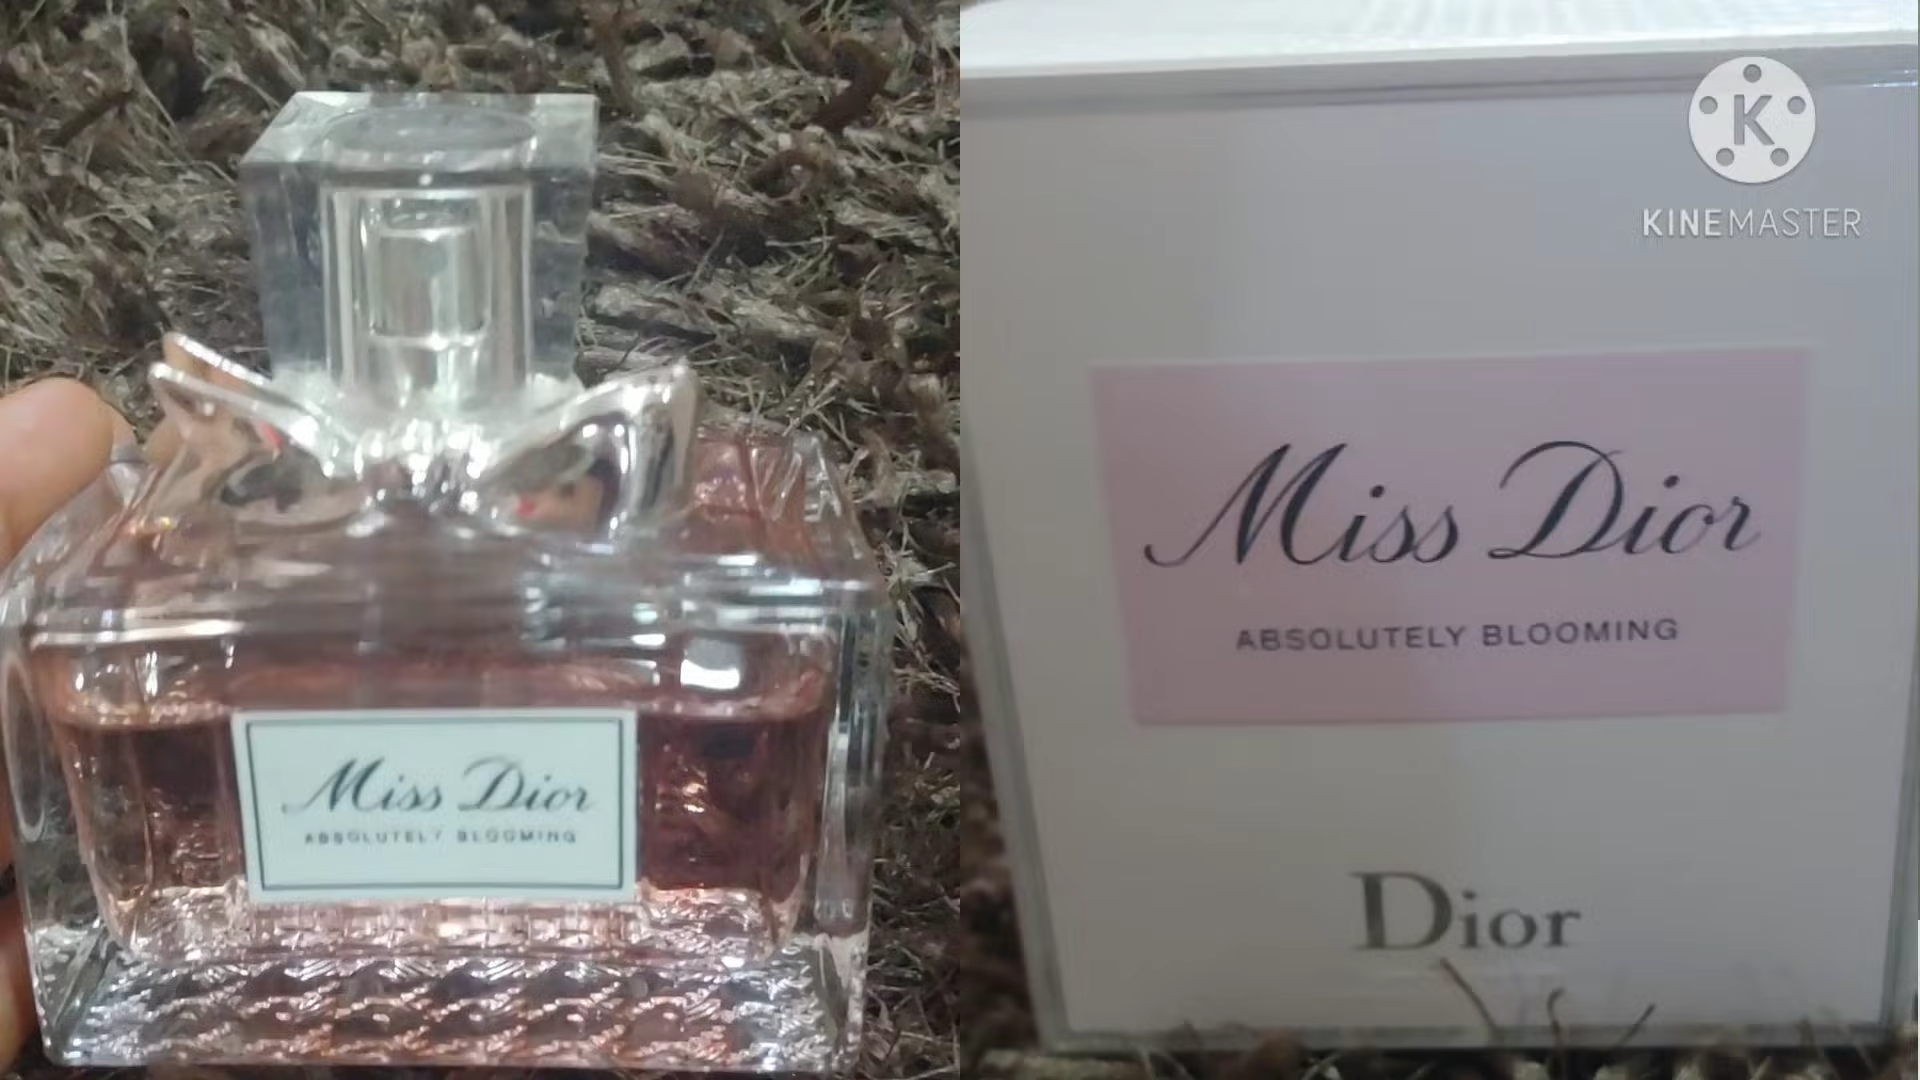 Miss Dior
ABSOLUTELY BLOOMING
K
KINEMASTER
Miss Dior
ABSOLUTELY BLOOMING
Dior